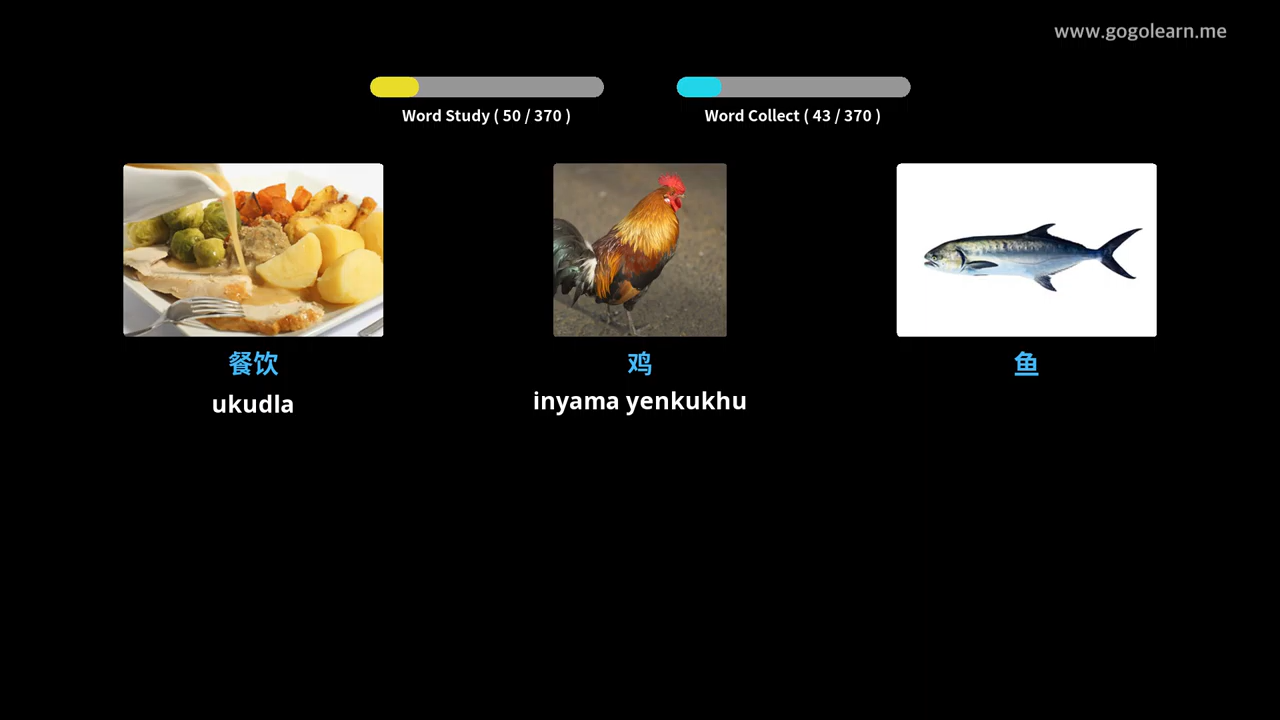 www.gogolearn.me
Word Study ( 50 / 370 )
Word Collect ( 43 / 370 )
餐饮
鸡
鱼
ukudla
inyama yenkukhu